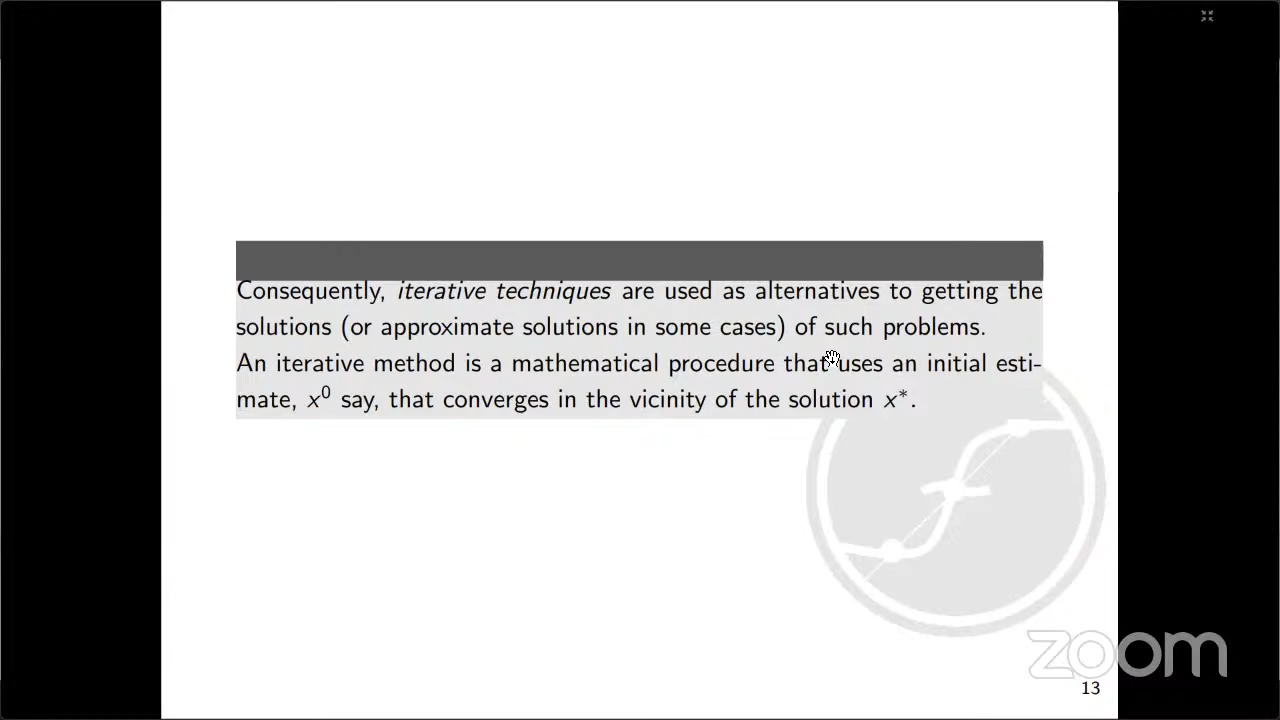 Consequently, iterative techniques are used as alternatives to getting the
solutions (or approximate solutions in some cases) of such problems.
An iterative method is a mathematical procedure that uses an initial esti-
mate, x⁰ say, that converges in the vicinity of the solution x*.
zoom
13